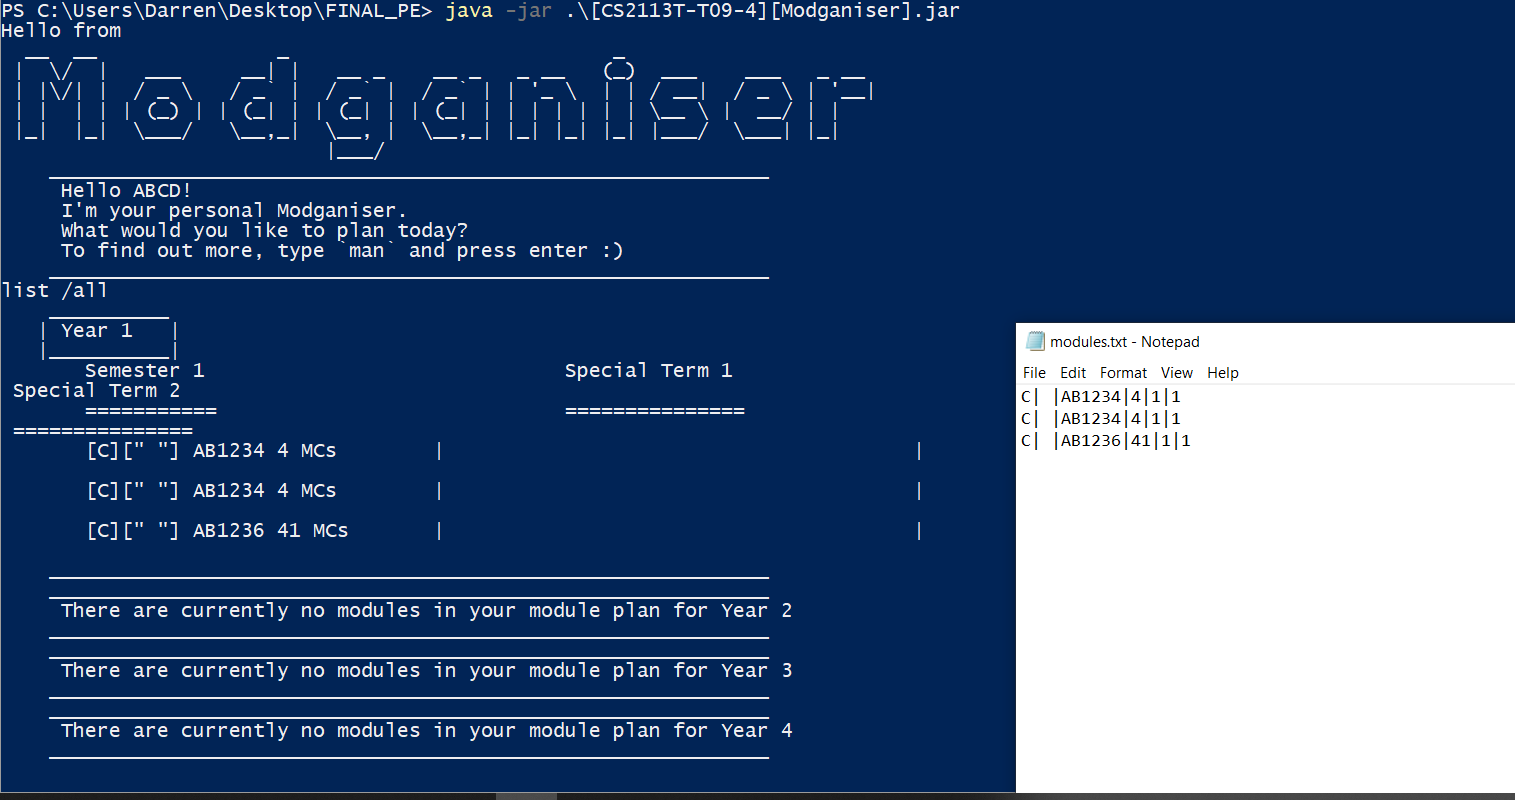 PS C:\Users\Darren\Desktop\FINAL_PE> java -jar .\[CS2113T-T09-4][Modganiser].jar
Hello from
Modganiser
Hello ABCD!
I'm your personal Modganiser.
What would you like to plan today?
To find out more, type `man` and press enter :)
list /all
| Year 1 |
Semester 1 Special Term 1
Special Term 2
=========== ===============
===============
[C][" "] AB1234 4 MCs | |
[C][" "] AB1234 4 MCs | |
[C][" "] AB1236 41 MCs | |
There are currently no modules in your module plan for Year 2
There are currently no modules in your module plan for Year 3
There are currently no modules in your module plan for Year 4
modules.txt - Notepad
File Edit Format View Help
C| |AB1234|4|1|1
C| |AB1234|4|1|1
C| |AB1236|41|1|1